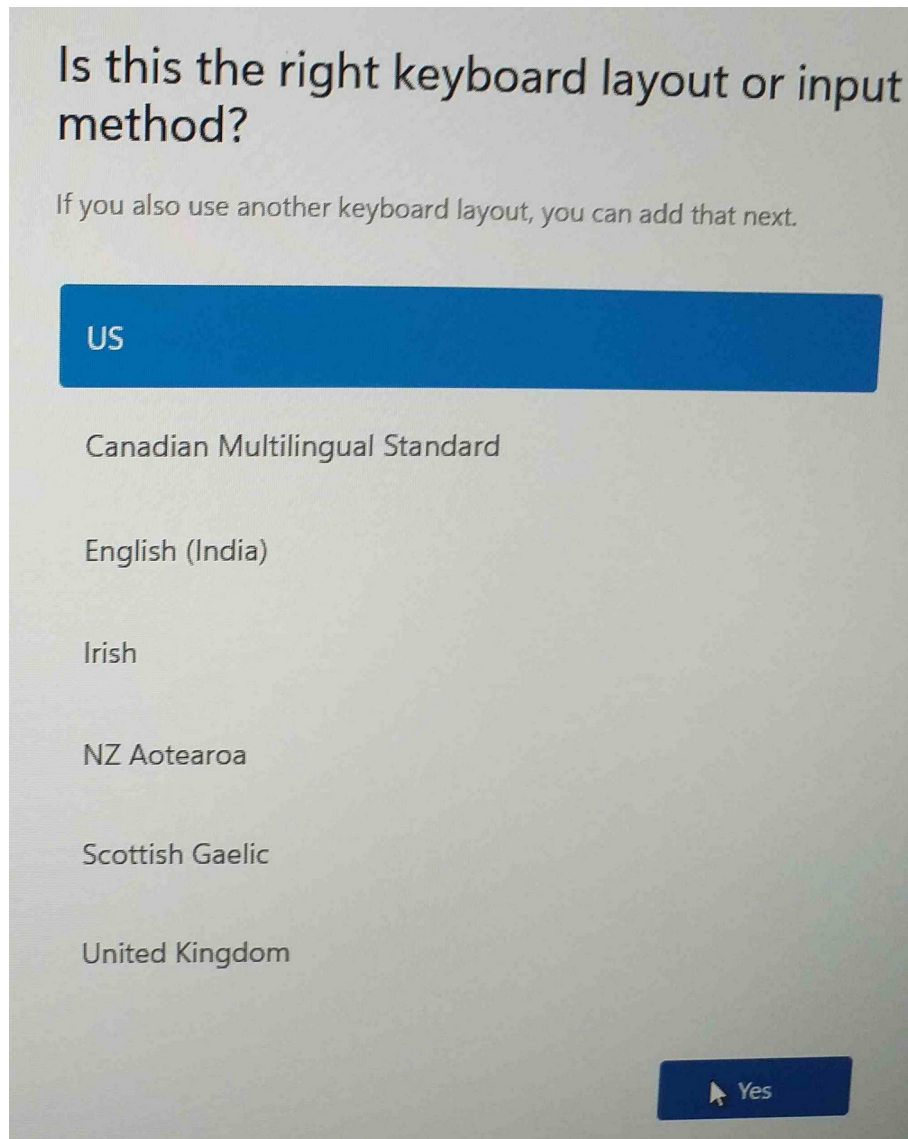 Is this the right keyboard layout or input
method?
If you also use another keyboard layout, you can add that next.
US
Canadian Multilingual Standard
English (India)
Irish
NZ Aotearoa
Scottish Gaelic
United Kingdom
Yes